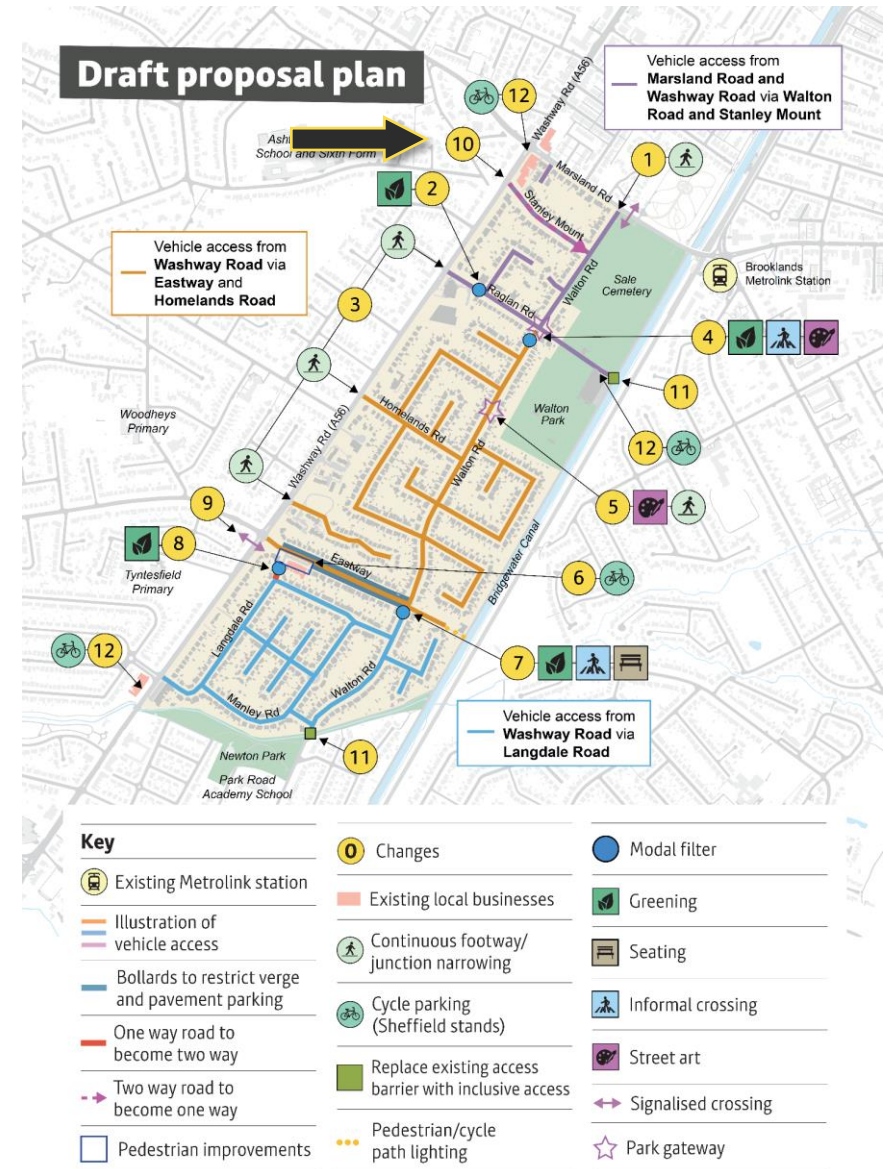 Draft proposal plan
Vehicle access from
Marsland Road and
Washway Road via Walton
Road and Stanley Mount
12
Washway Rd (A56)
10
School and Sixth Form
Marsland Rd
1
2
Stanley Mount
Vehicle access from
Washway Road via
Eastway and
Homelands Road
3
Raglan Rd
Walton Rd
Sale
Cemetery
Brooklands
Metrolink Station
4
11
Woodheys
Primary
Washway Rd (A56)
Homelands Rd
Walton Rd
Walton
Park
12
5
9
8
Tyntesfield
Primary
Eastway
Bridgewater Canal
6
Langdale Rd
12
Manley Rd
Walton Rd
7
Vehicle access from
Washway Road via
Langdale Road
11
Newton Park
Park Road
Academy School
Key
Existing Metrolink station
Illustration of
vehicle access
Bollards to restrict verge
and pavement parking
One way road to
become two way
Two way road to
become one way
Pedestrian improvements
0 Changes
Existing local businesses
Continuous footway/
junction narrowing
Cycle parking
(Sheffield stands)
Replace existing access
barrier with inclusive access
Pedestrian/cycle
path lighting
Modal filter
Greening
Seating
Informal crossing
Street art
Signalised crossing
Park gateway